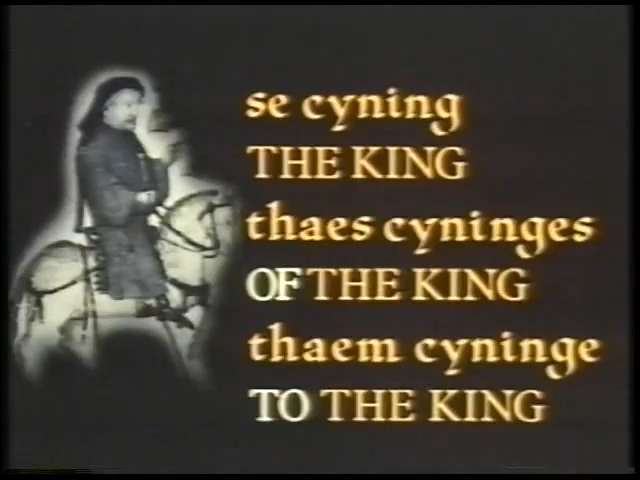 se cyning
THE KING
thaes cyninges
OF THE KING
thaem cyninge
TO THE KING